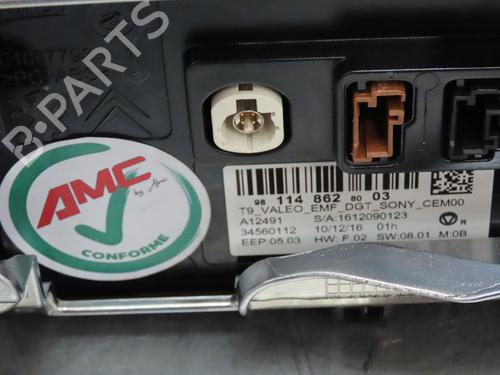 B-PARTS
AMC
by Alvei
CONFORME
98 114 862 80 03
T9_VALEO_EMF_DGT_SONY_CEM00
A12491 S/A:1612090123
34560112 10/12/16 01h
EEP:05.03 HW:F.02 SW:08.01 M:0B
R